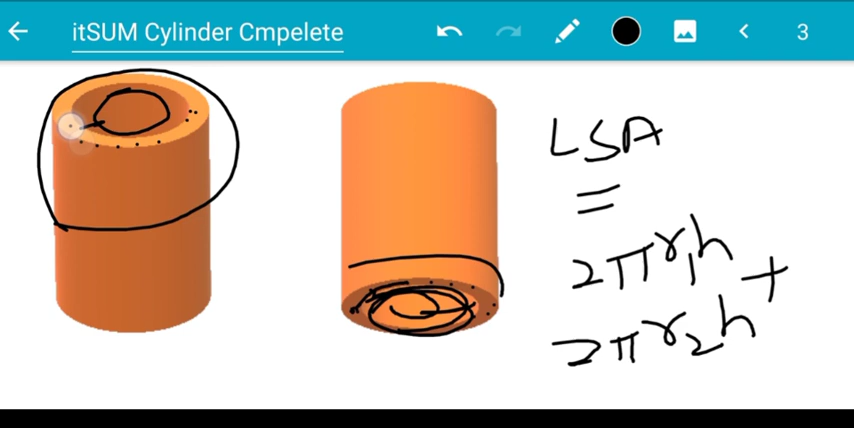 itSUM Cylinder Cmpelete
3
LSA
=
2πr₁h +
2πr₂h